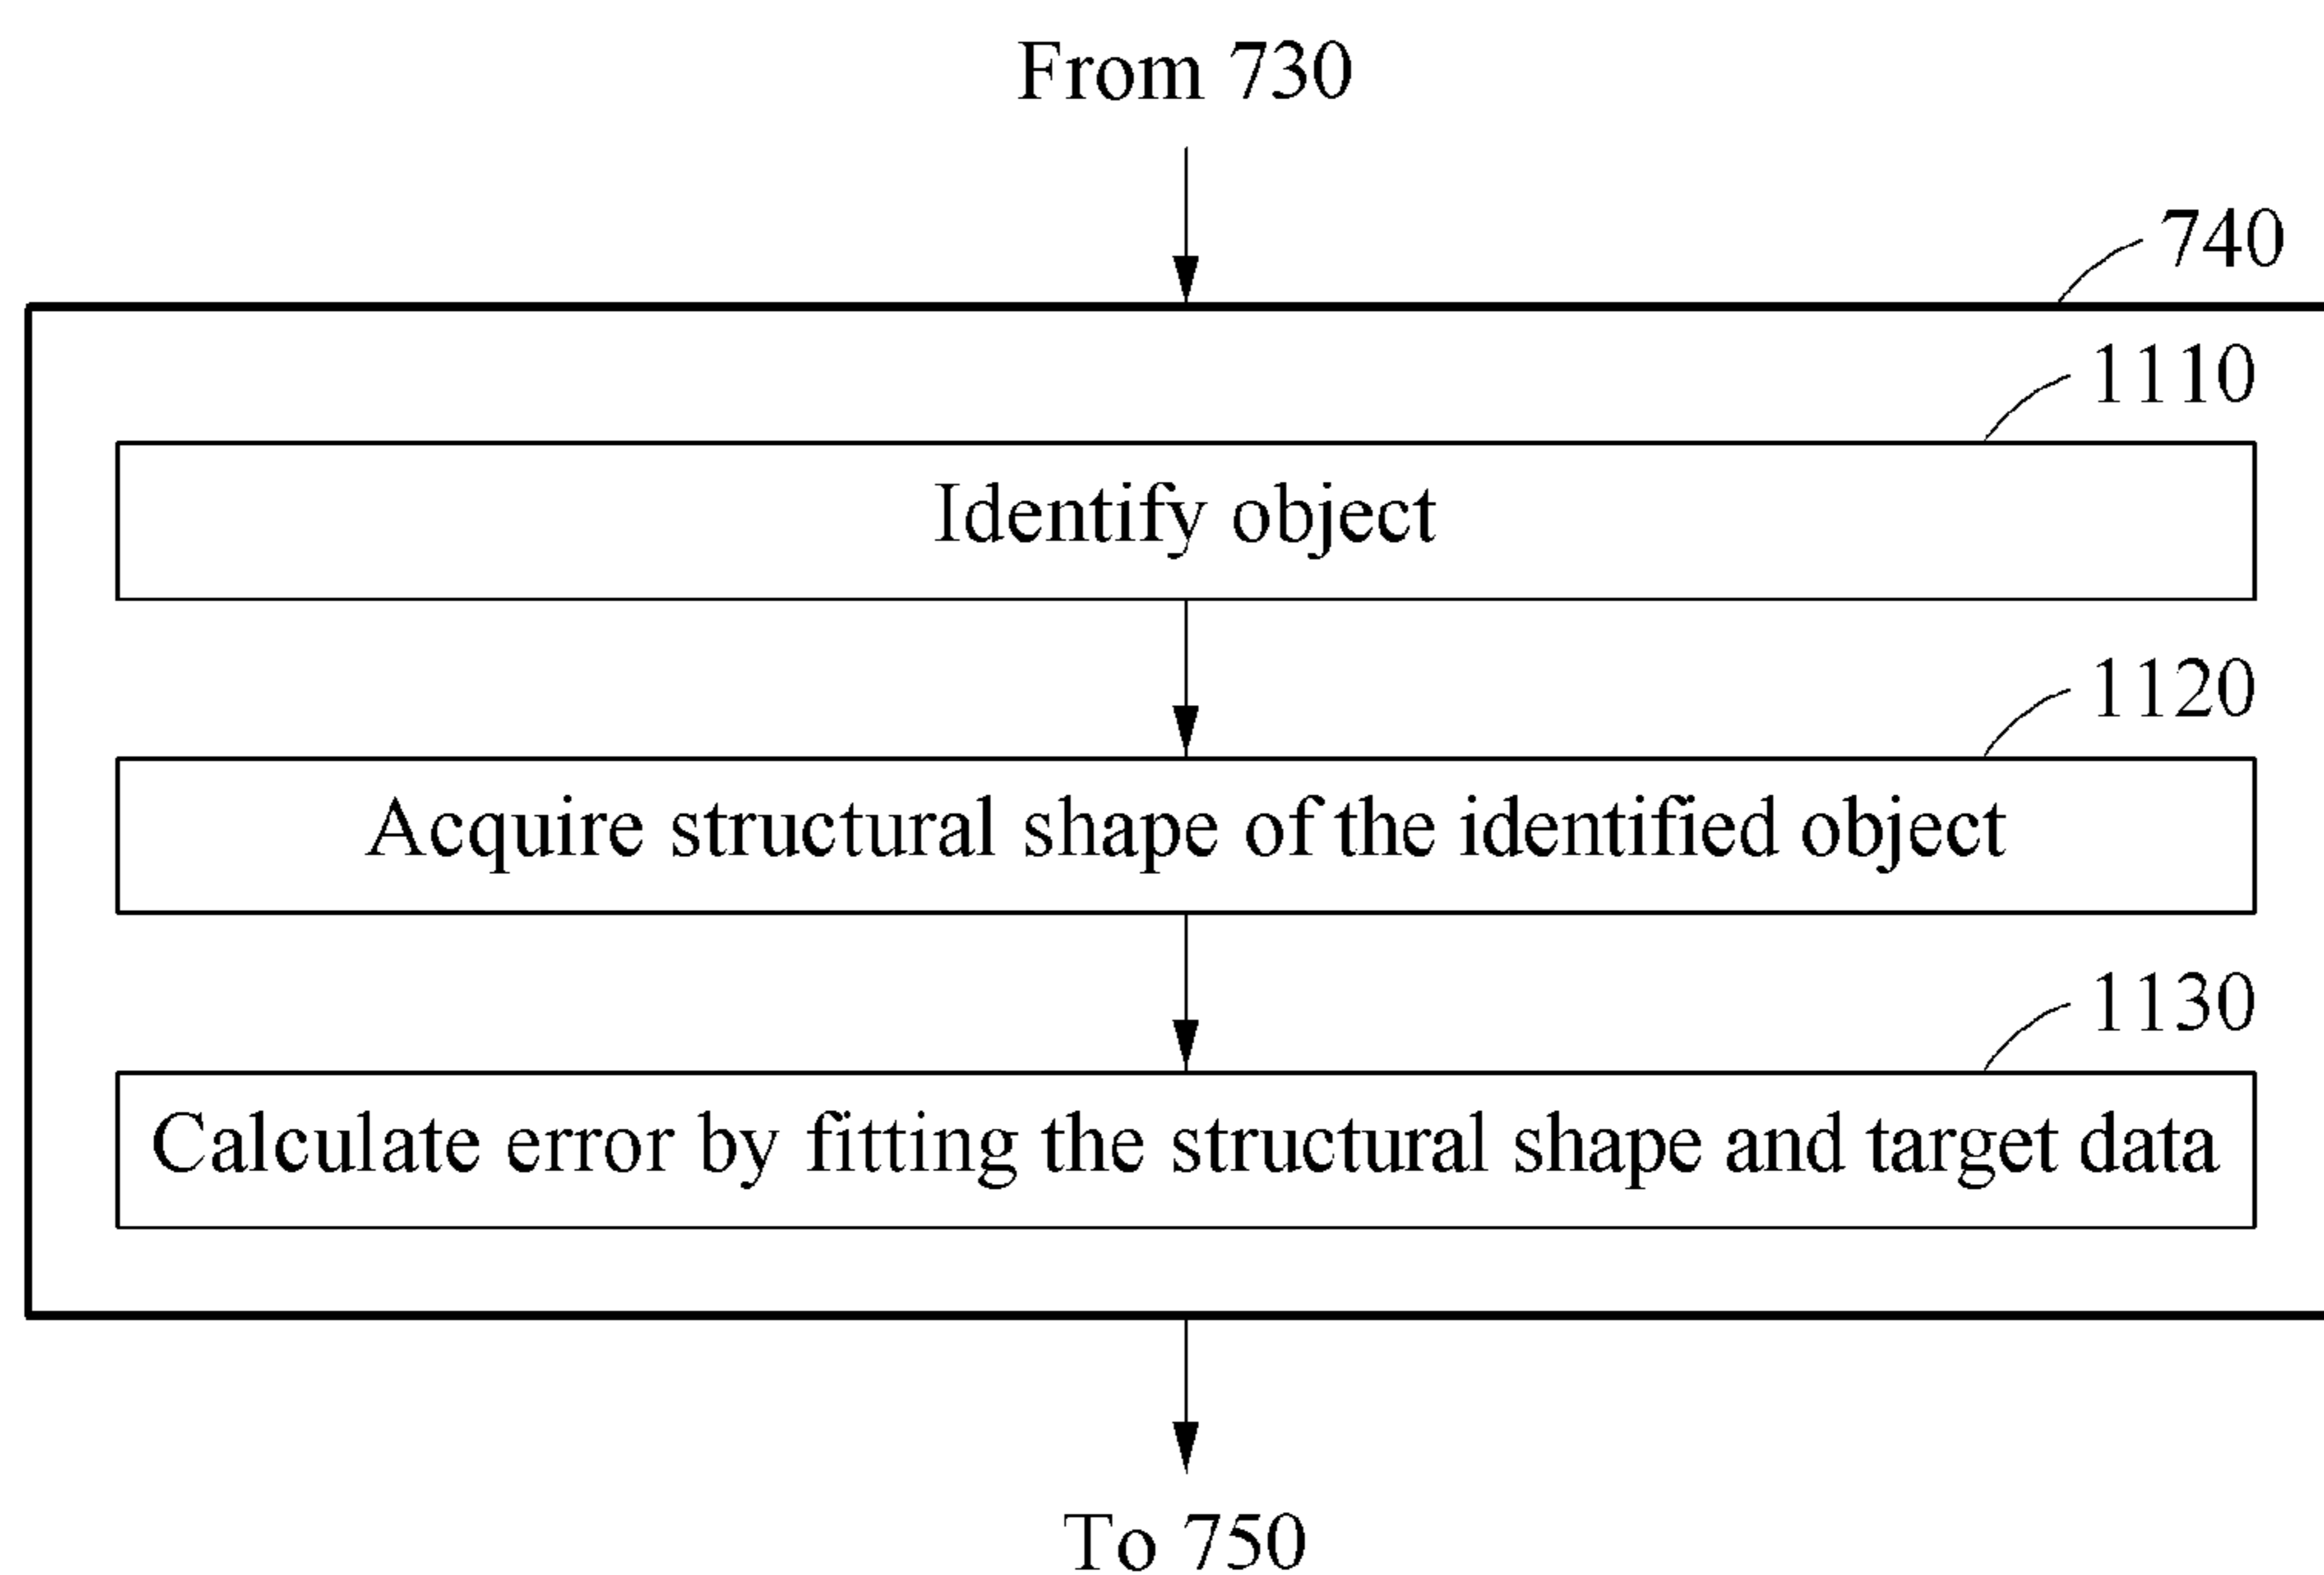 From 730
740
1110
Identify object
1120
Acquire structural shape of the identified object
1130
Calculate error by fitting the structural shape and target data
To 750